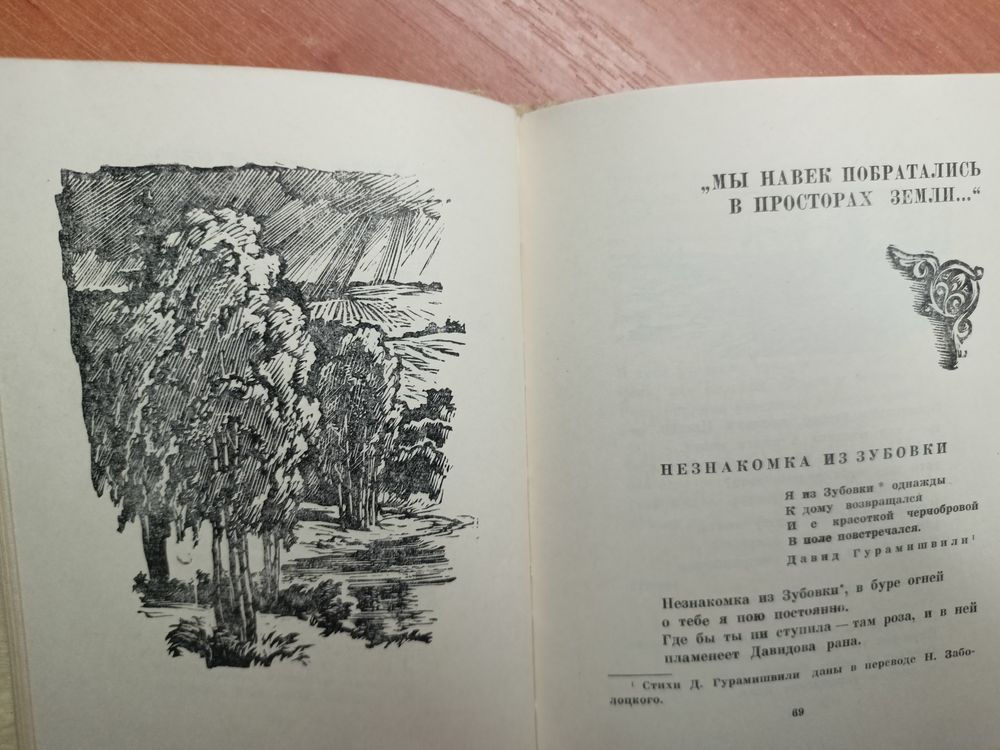 „МЫ НАВЕК ПОБРАТАЛИСЬ
В ПРОСТОРАХ ЗЕМЛИ...“
НЕЗНАКОМКА ИЗ ЗУБОВКИ
Я из Зубовки * однажды
К дому возвращался
И с красоткой чернобровой
В поле повстречался.
Давид Гурамишвили ¹
Незнакомка из Зубовки*, в буре огней
о тебе я пою постоянно.
Где бы ты ни ступила — там роза, и в ней
пламенеет Давидова рана.
¹ Стихи Д. Гурамишвили даны в переводе Н. Забо-
лоцкого.
69